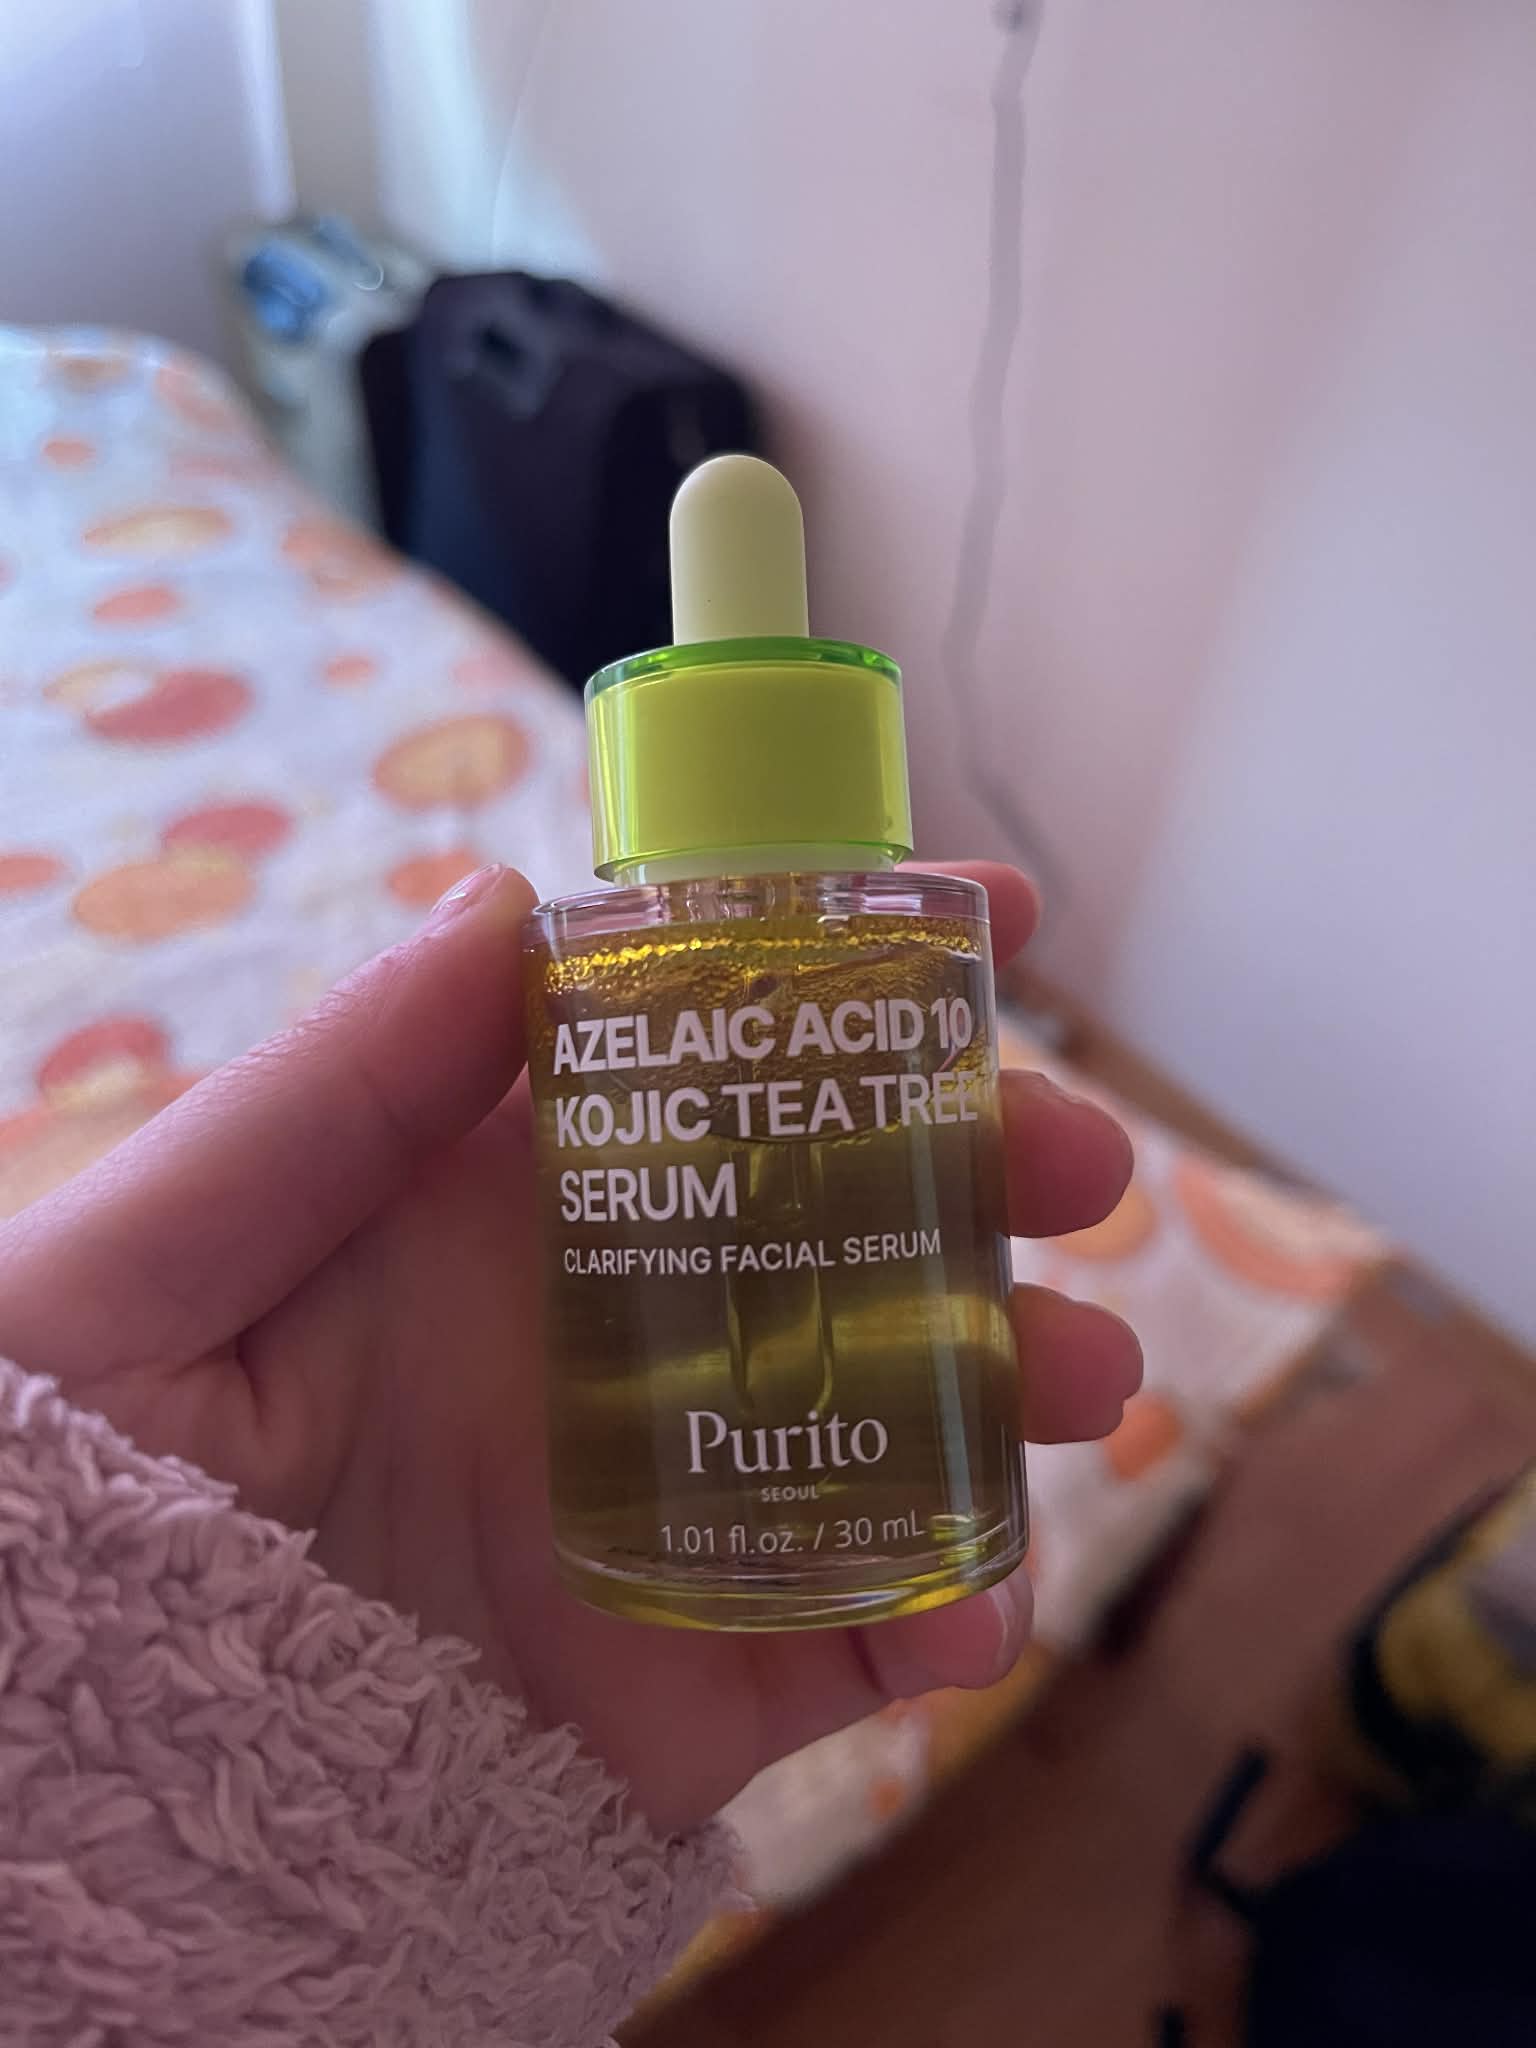 AZELAIC ACID 10
KOJIC TEA TREE
SERUM
CLARIFYING FACIAL SERUM
Purito
SEOUL
1.01 fl.oz. / 30 mL